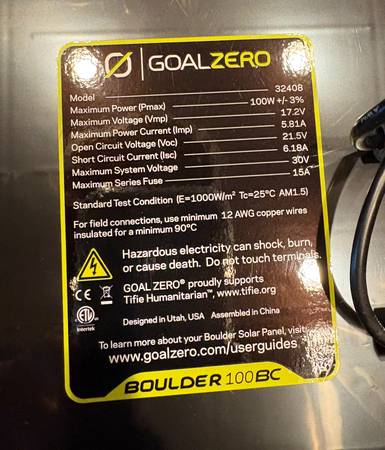 GOALZERO
Model 32408
Maximum Power (Pmax) 100W +/- 3%
Maximum Voltage (Vmp) 17.2V
Maximum Power Current (Imp) 5.81A
Open Circuit Voltage (Voc) 21.5V
Short Circuit Current (Isc) 6.18A
Maximum System Voltage 30V
Maximum Series Fuse 15A
Standard Test Condition (E=1000W/m² Tc=25°C AM1.5)
For field connections, use minimum 12 AWG copper wires
insulated for a minimum 90°C
Hazardous electricity can shock, burn,
or cause death. Do not touch terminals.
GOAL ZERO® proudly supports
Tifie Humanitarian™, www.tifie.org
CE
ETL
Intertek
Designed in Utah, USA Assembled in China
To learn more about your Boulder Solar Panel, visit:
www.goalzero.com/userguides
BOULDER 100 BC